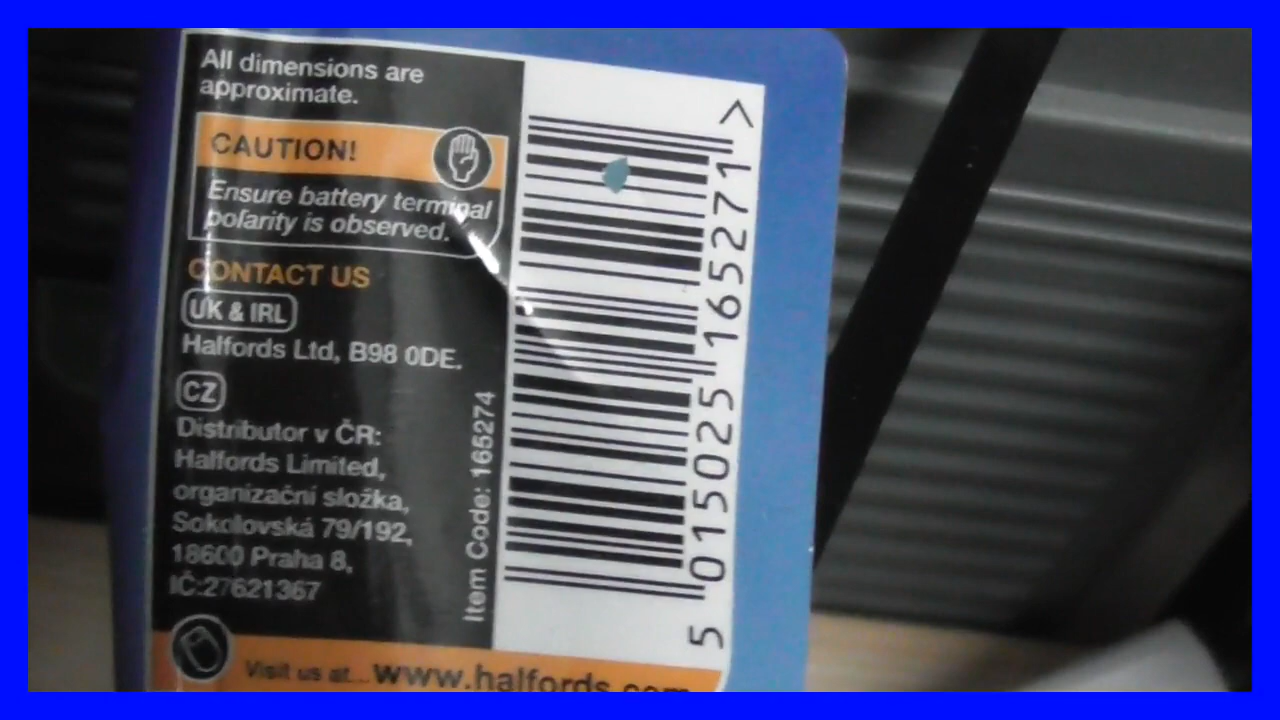 All dimensions are
approximate.
CAUTION!
Ensure battery terminal
polarity is observed.
CONTACT US
UK & IRL
Halfords Ltd, B98 0DE.
CZ
Distributor v ČR:
Halfords Limited,
organizační složka,
Sokolovská 79/192,
18600 Praha 8,
IČ:27621367
Item Code: 165274
5 015025 165271 >
Visit us at... www.halfords.com